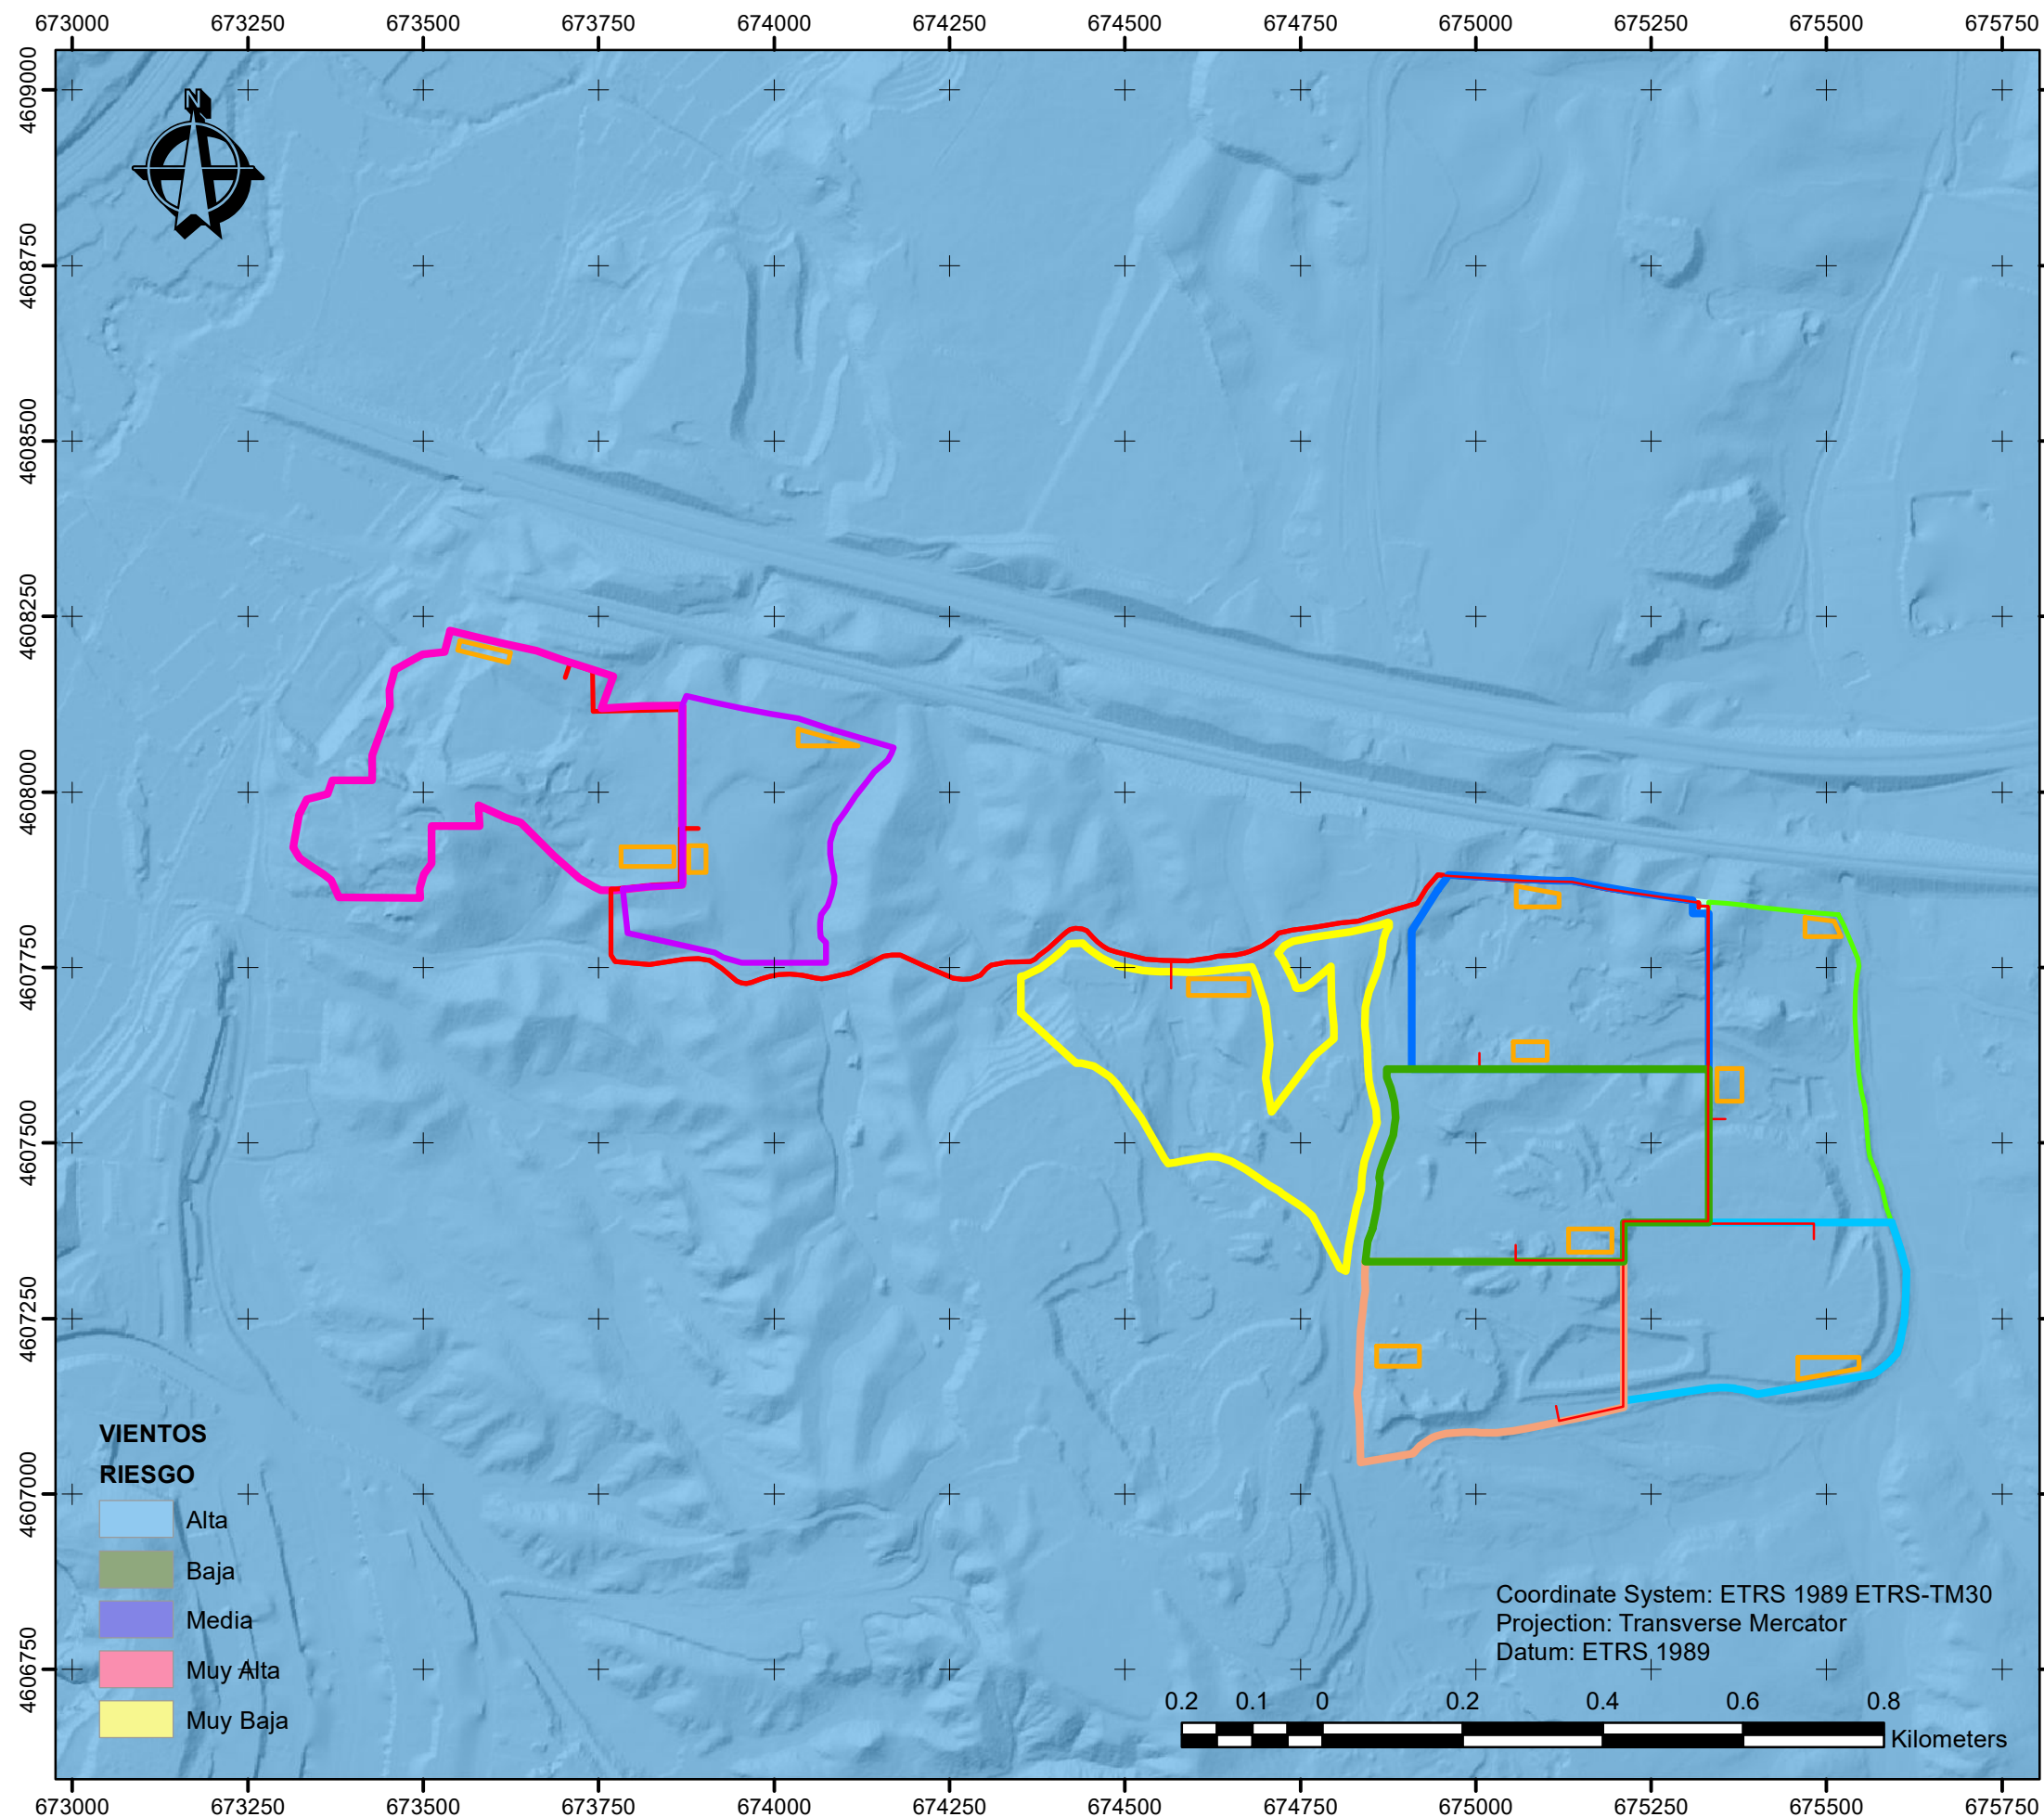 673000 673250 673500 673750 674000 674250 674500 674750 675000 675250 675500 675750
4609000
4608750
4608500
4608250
4608000
4607750
4607500
4607250
4607000
4606750
N
VIENTOS
RIESGO
Alta
Baja
Media
Muy Alta
Muy Baja
Coordinate System: ETRS 1989 ETRS-TM30
Projection: Transverse Mercator
Datum: ETRS 1989
0.2 0.1 0 0.2 0.4 0.6 0.8
Kilometers
673000 673250 673500 673750 674000 674250 674500 674750 675000 675250 675500 675750